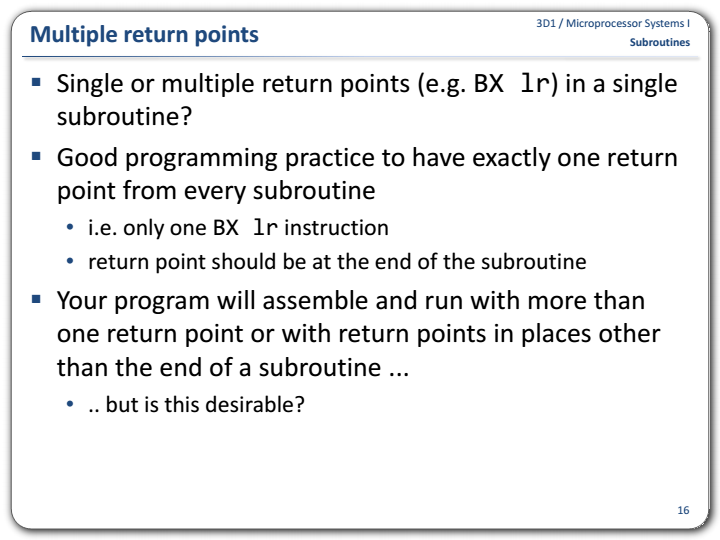 Multiple return points
3D1 / Microprocessor Systems I
Subroutines
▪ Single or multiple return points (e.g. BX lr) in a single
subroutine?
▪ Good programming practice to have exactly one return
point from every subroutine
• i.e. only one BX lr instruction
• return point should be at the end of the subroutine
▪ Your program will assemble and run with more than
one return point or with return points in places other
than the end of a subroutine ...
• .. but is this desirable?
16